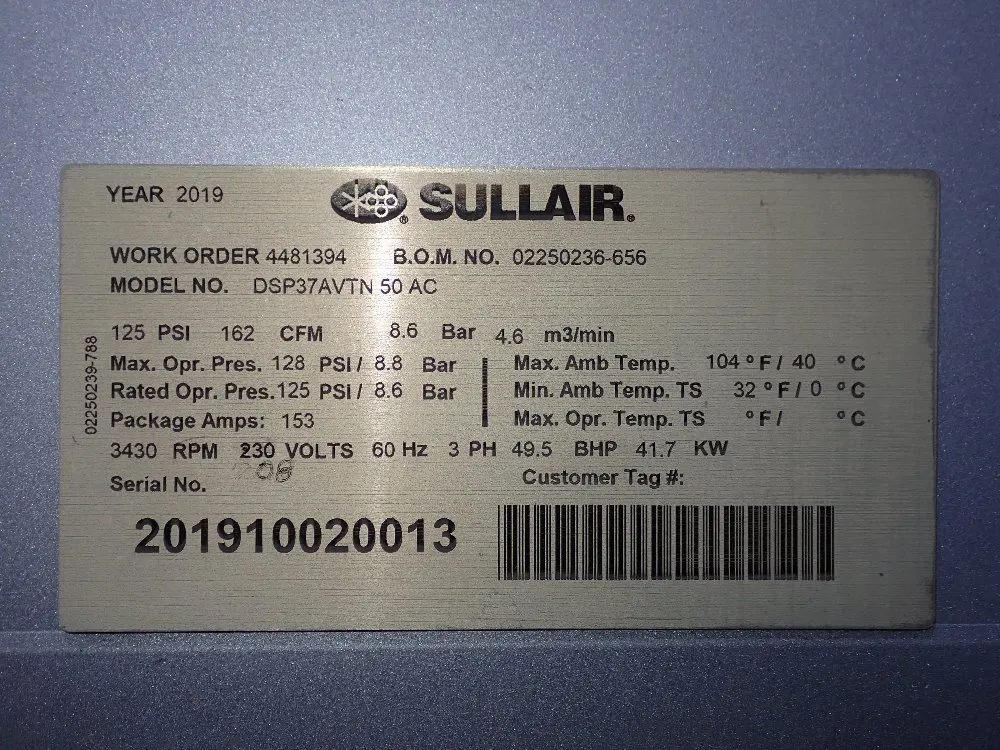 YEAR 2019
SULLAIR®
WORK ORDER 4481394 B.O.M. NO. 02250236-656
MODEL NO. DSP37AVTN 50 AC
125 PSI 162 CFM 8.6 Bar 4.6 m3/min
Max. Opr. Pres. 128 PSI / 8.8 Bar
Rated Opr. Pres. 125 PSI / 8.6 Bar
Package Amps: 153
Max. Amb Temp. 104 °F / 40 °C
Min. Amb Temp. TS 32 °F / 0 °C
Max. Opr. Temp. TS °F / °C
3430 RPM 230 VOLTS 60 Hz 3 PH 49.5 BHP 41.7 KW
208
Serial No. Customer Tag #:
201910020013
02250239-788